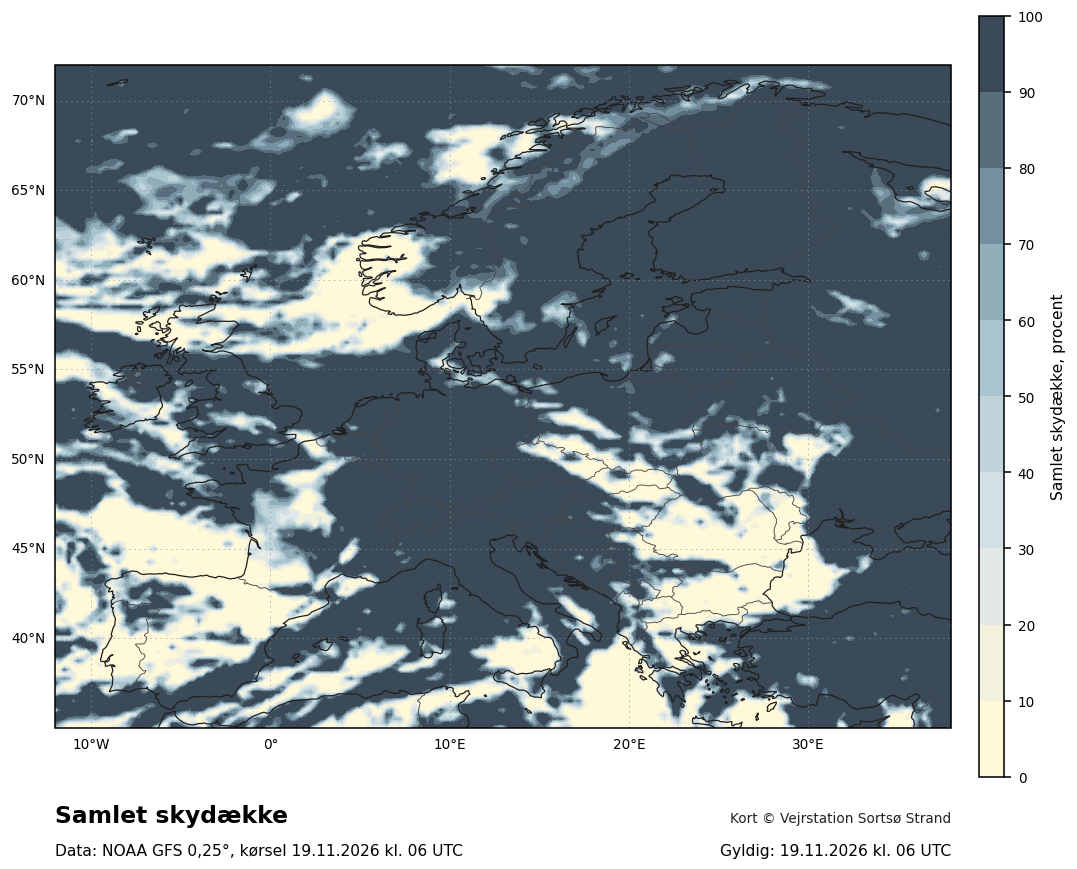 70°N
65°N
60°N
55°N
50°N
45°N
40°N
10°W
0°
10°E
20°E
30°E
100
90
80
70
60
50
40
30
20
10
0
Samlet skydække, procent
Samlet skydække
Kort © Vejrstation Sortsø Strand
Data: NOAA GFS 0,25°, kørsel 19.11.2026 kl. 06 UTC
Gyldig: 19.11.2026 kl. 06 UTC